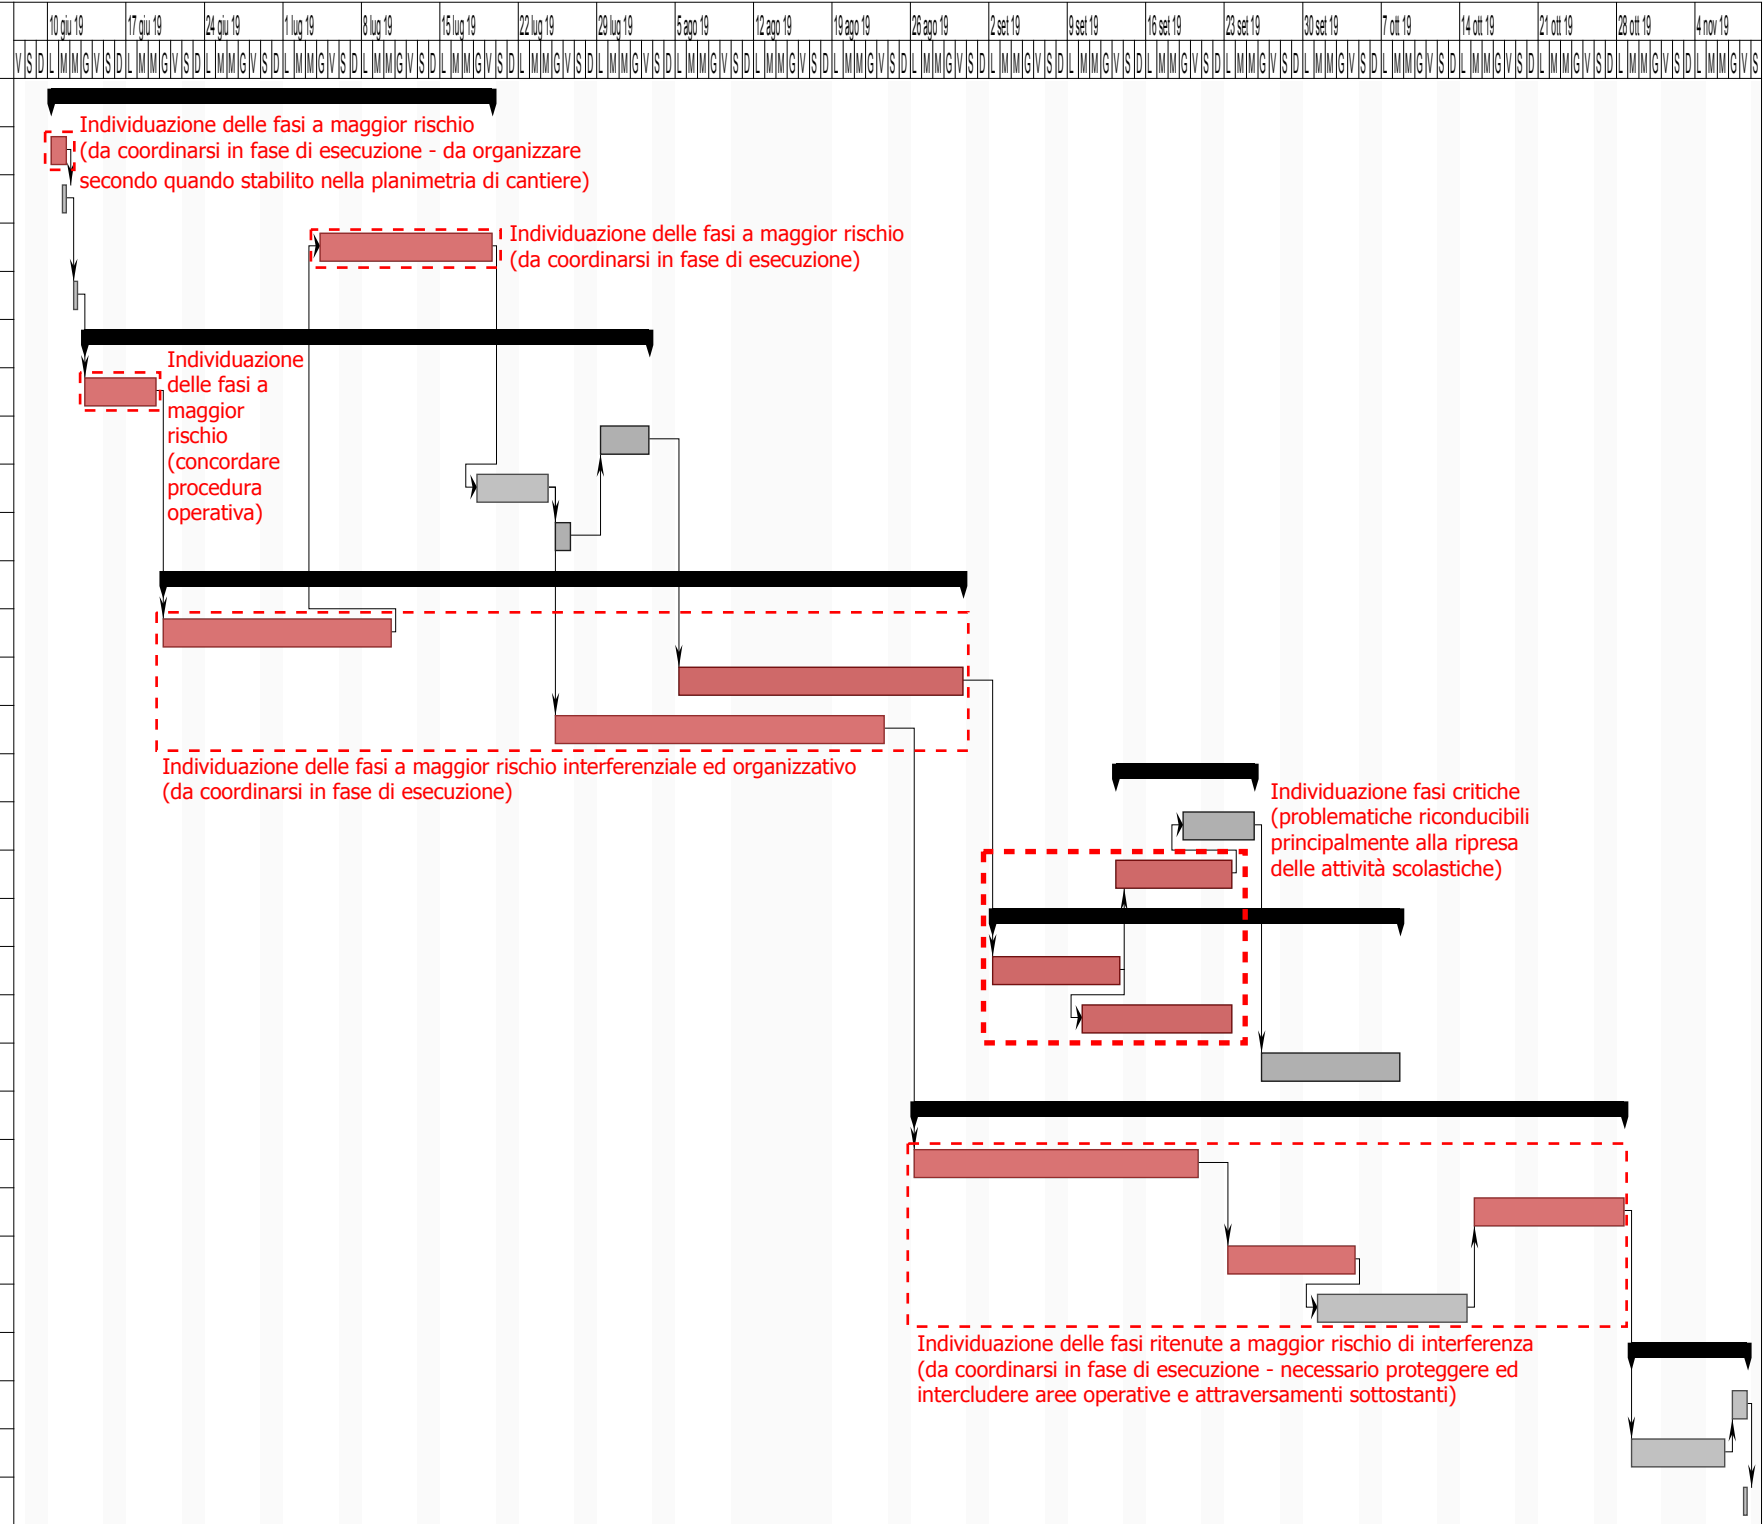 10 giu 19 17 giu 19 24 giu 19 1 lug 19 8 lug 19 15 lug 19 22 lug 19 29 lug 19 5 ago 19 12 ago 19 19 ago 19 26 ago 19 2 set 19 9 set 19 16 set 19 23 set 19 30 set 19 7 ott 19 14 ott 19 21 ott 19 28 ott 19 4 nov 19
V S D L M M G V S D L M M G V S D L M M G V S D L M M G V S D L M M G V S D L M M G V S D L M M G V S D L M M G V S D L M M G V S D L M M G V S D L M M G V S D L M M G V S D L M M G V S D L M M G V S D L M M G V S D L M M G V S D L M M G V S D L M M G V S D L M M G V S D L M M G V S D L M M G V S D L M M G V S
Individuazione delle fasi a maggior rischio
(da coordinarsi in fase di esecuzione - da organizzare
secondo quando stabilito nella planimetria di cantiere)
Individuazione delle fasi a maggior rischio
(da coordinarsi in fase di esecuzione)
Individuazione
delle fasi a
maggior
rischio
(concordare
procedura
operativa)
Individuazione delle fasi a maggior rischio interferenziale ed organizzativo
(da coordinarsi in fase di esecuzione)
Individuazione fasi critiche
(problematiche riconducibili
principalmente alla ripresa
delle attività scolastiche)
Individuazione delle fasi ritenute a maggior rischio di interferenza
(da coordinarsi in fase di esecuzione - necessario proteggere ed
intercludere aree operative e attraversamenti sottostanti)